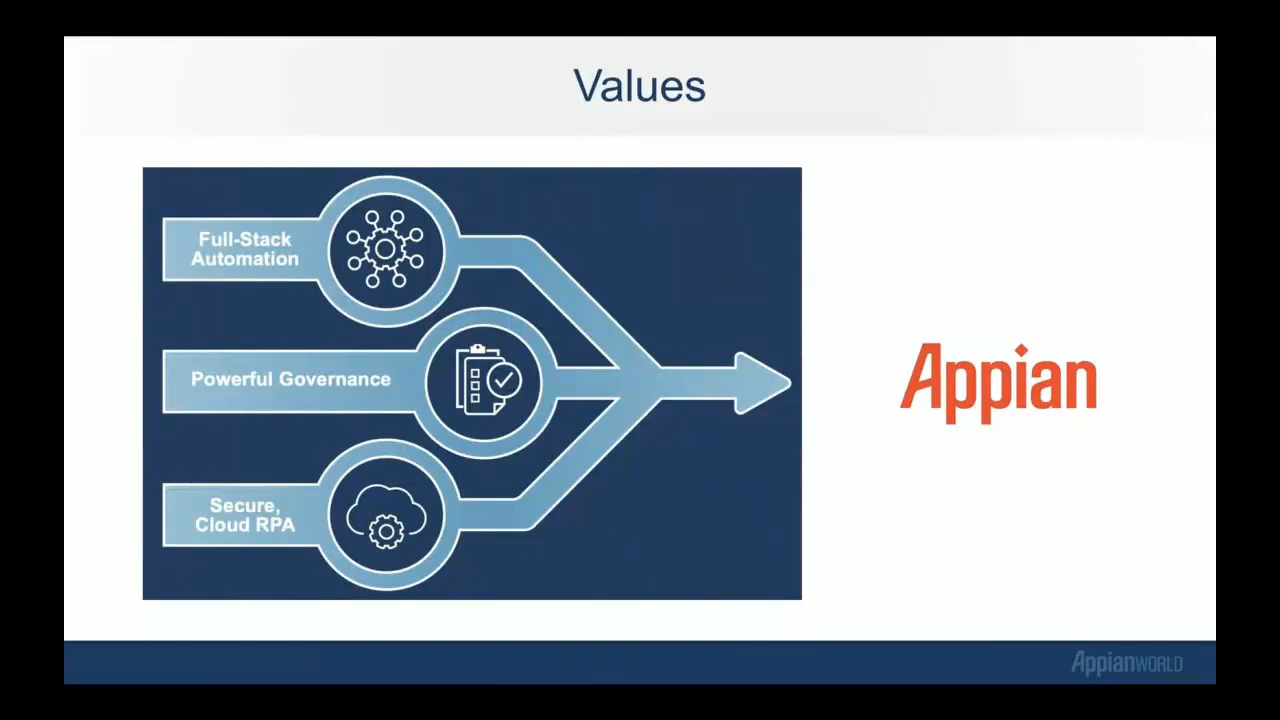 Values
Full-Stack
Automation
Powerful Governance
Secure,
Cloud RPA
Appian
AppianWORLD